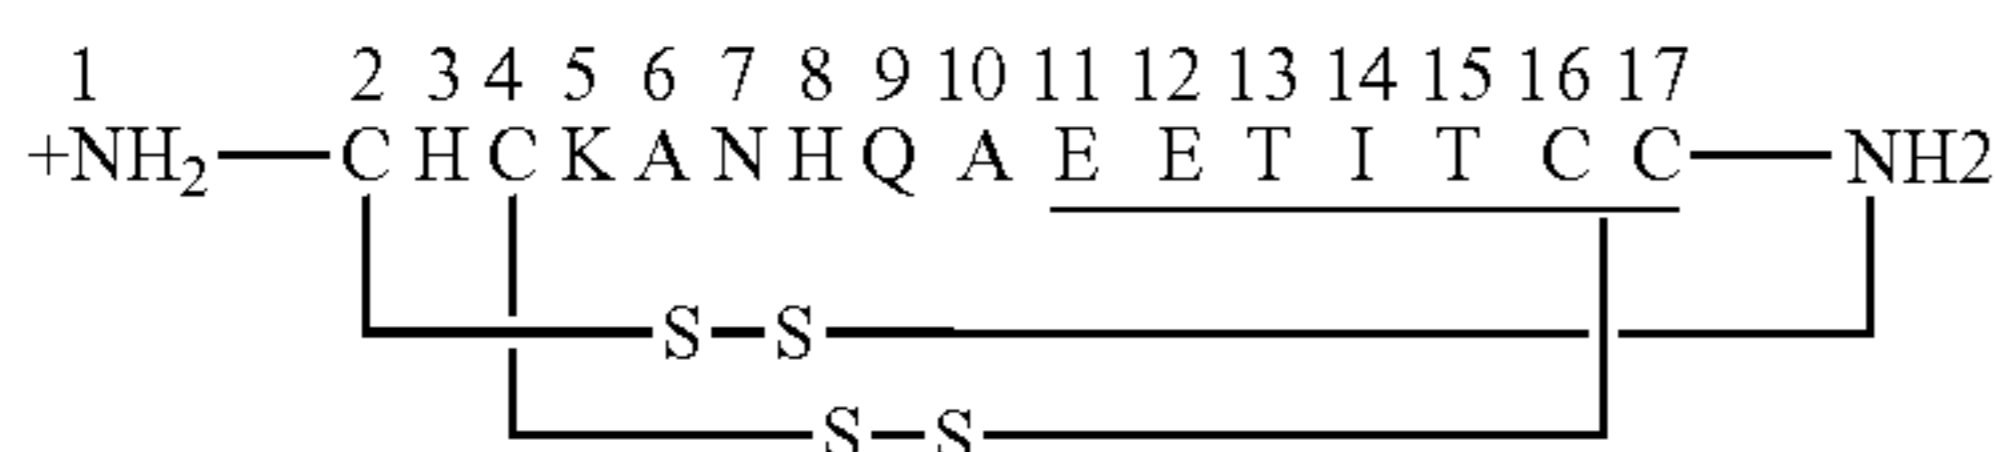 1 2 3 4 5 6 7 8 9 10 11 12 13 14 15 16 17
+NH₂ C H C K A N H Q A E E T I T C C NH2
S S
S S